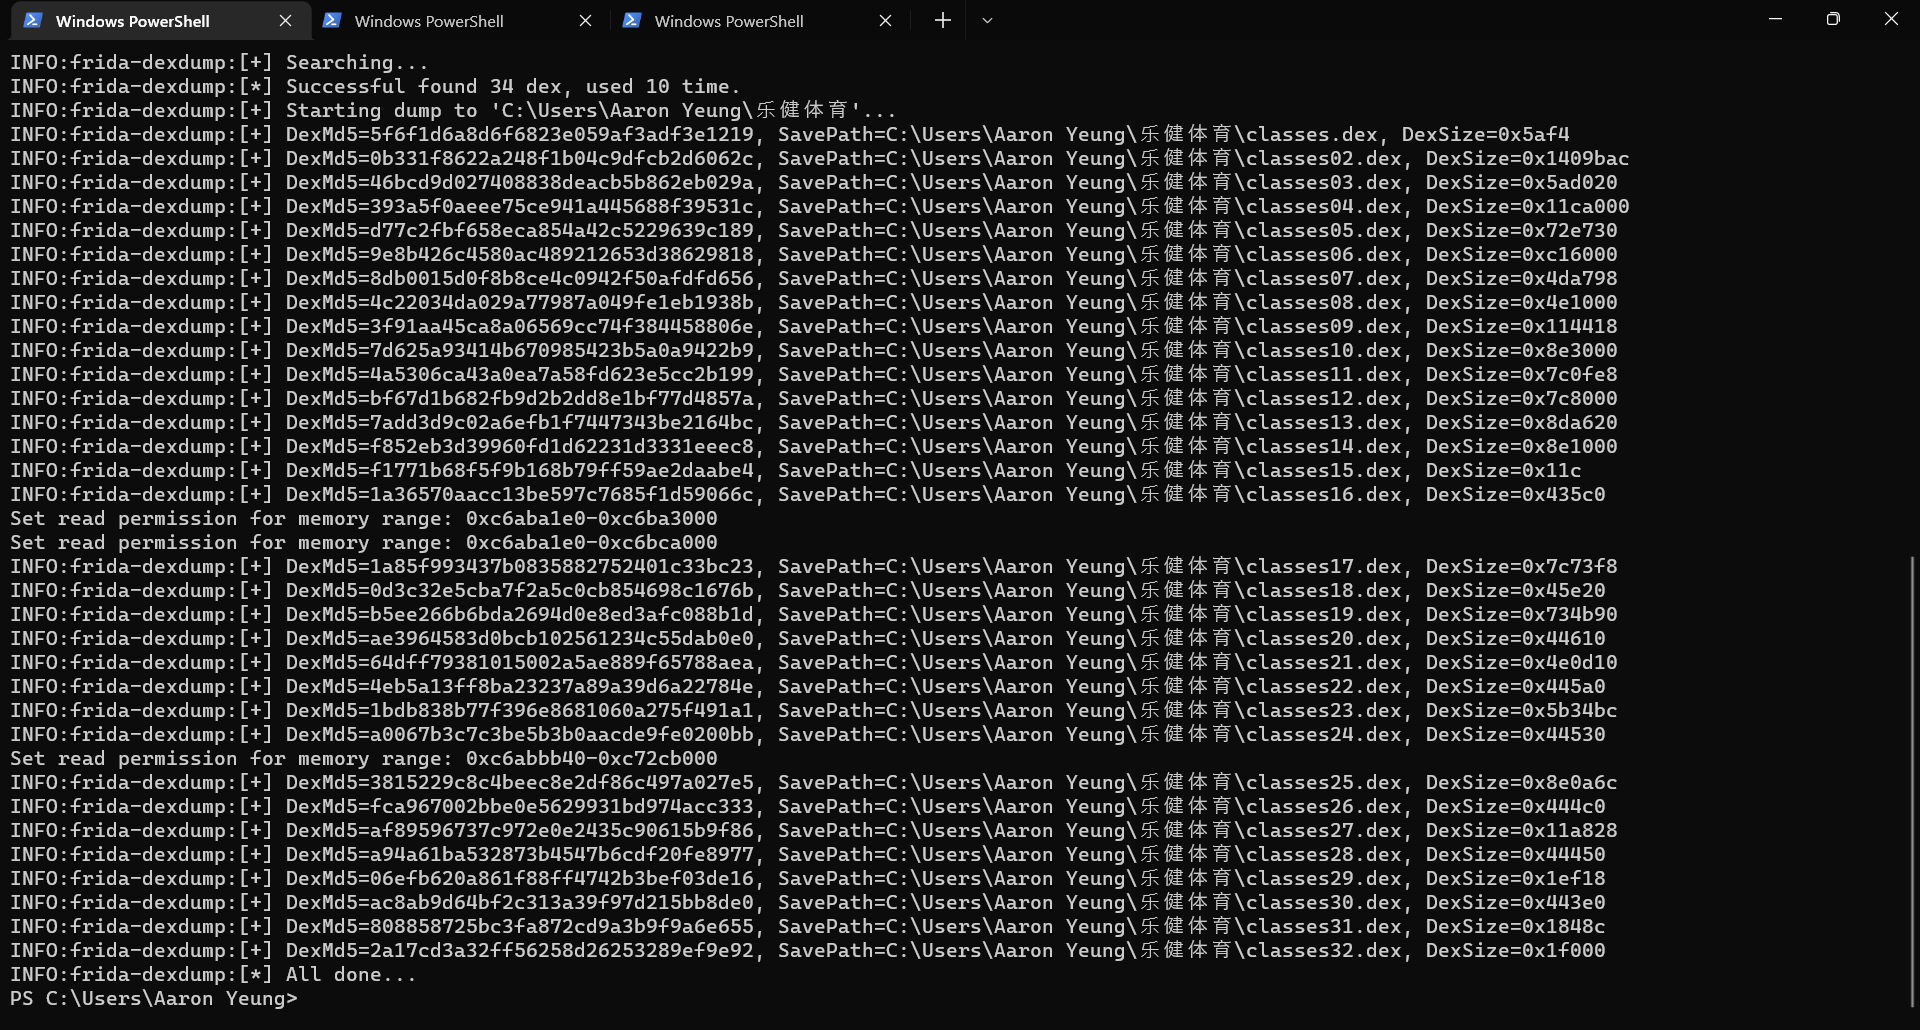 Windows PowerShell
Windows PowerShell
Windows PowerShell
INFO:frida-dexdump:[+] Searching...
INFO:frida-dexdump:[*] Successful found 34 dex, used 10 time.
INFO:frida-dexdump:[+] Starting dump to 'C:\Users\Aaron Yeung\乐健体育'...
INFO:frida-dexdump:[+] DexMd5=5f6f1d6a8d6f6823e059af3adf3e1219, SavePath=C:\Users\Aaron Yeung\乐健体育\classes.dex, DexSize=0x5af4
INFO:frida-dexdump:[+] DexMd5=0b331f8622a248f1b04c9dfcb2d6062c, SavePath=C:\Users\Aaron Yeung\乐健体育\classes02.dex, DexSize=0x1409bac
INFO:frida-dexdump:[+] DexMd5=46bcd9d027408838deacb5b862eb029a, SavePath=C:\Users\Aaron Yeung\乐健体育\classes03.dex, DexSize=0x5ad020
INFO:frida-dexdump:[+] DexMd5=393a5f0aeee75ce941a445688f39531c, SavePath=C:\Users\Aaron Yeung\乐健体育\classes04.dex, DexSize=0x11ca000
INFO:frida-dexdump:[+] DexMd5=d77c2fbf658eca854a42c5229639c189, SavePath=C:\Users\Aaron Yeung\乐健体育\classes05.dex, DexSize=0x72e730
INFO:frida-dexdump:[+] DexMd5=9e8b426c4580ac489212653d38629818, SavePath=C:\Users\Aaron Yeung\乐健体育\classes06.dex, DexSize=0xc16000
INFO:frida-dexdump:[+] DexMd5=8db0015d0f8b8ce4c0942f50afdfd656, SavePath=C:\Users\Aaron Yeung\乐健体育\classes07.dex, DexSize=0x4da798
INFO:frida-dexdump:[+] DexMd5=4c22034da029a77987a049fe1eb1938b, SavePath=C:\Users\Aaron Yeung\乐健体育\classes08.dex, DexSize=0x4e1000
INFO:frida-dexdump:[+] DexMd5=3f91aa45ca8a06569cc74f384458806e, SavePath=C:\Users\Aaron Yeung\乐健体育\classes09.dex, DexSize=0x114418
INFO:frida-dexdump:[+] DexMd5=7d625a93414b670985423b5a0a9422b9, SavePath=C:\Users\Aaron Yeung\乐健体育\classes10.dex, DexSize=0x8e3000
INFO:frida-dexdump:[+] DexMd5=4a5306ca43a0ea7a58fd623e5cc2b199, SavePath=C:\Users\Aaron Yeung\乐健体育\classes11.dex, DexSize=0x7c0fe8
INFO:frida-dexdump:[+] DexMd5=bf67d1b682fb9d2b2dd8e1bf77d4857a, SavePath=C:\Users\Aaron Yeung\乐健体育\classes12.dex, DexSize=0x7c8000
INFO:frida-dexdump:[+] DexMd5=7add3d9c02a6efb1f7447343be2164bc, SavePath=C:\Users\Aaron Yeung\乐健体育\classes13.dex, DexSize=0x8da620
INFO:frida-dexdump:[+] DexMd5=f852eb3d39960fd1d62231d3331eeec8, SavePath=C:\Users\Aaron Yeung\乐健体育\classes14.dex, DexSize=0x8e1000
INFO:frida-dexdump:[+] DexMd5=f1771b68f5f9b168b79ff59ae2daabe4, SavePath=C:\Users\Aaron Yeung\乐健体育\classes15.dex, DexSize=0x11c
INFO:frida-dexdump:[+] DexMd5=1a36570aacc13be597c7685f1d59066c, SavePath=C:\Users\Aaron Yeung\乐健体育\classes16.dex, DexSize=0x435c0
Set read permission for memory range: 0xc6aba1e0-0xc6ba3000
Set read permission for memory range: 0xc6aba1e0-0xc6bca000
INFO:frida-dexdump:[+] DexMd5=1a85f993437b0835882752401c33bc23, SavePath=C:\Users\Aaron Yeung\乐健体育\classes17.dex, DexSize=0x7c73f8
INFO:frida-dexdump:[+] DexMd5=0d3c32e5cba7f2a5c0cb854698c1676b, SavePath=C:\Users\Aaron Yeung\乐健体育\classes18.dex, DexSize=0x45e20
INFO:frida-dexdump:[+] DexMd5=b5ee266b6bda2694d0e8ed3afc088b1d, SavePath=C:\Users\Aaron Yeung\乐健体育\classes19.dex, DexSize=0x734b90
INFO:frida-dexdump:[+] DexMd5=ae3964583d0bcb102561234c55dab0e0, SavePath=C:\Users\Aaron Yeung\乐健体育\classes20.dex, DexSize=0x44610
INFO:frida-dexdump:[+] DexMd5=64dff79381015002a5ae889f65788aea, SavePath=C:\Users\Aaron Yeung\乐健体育\classes21.dex, DexSize=0x4e0d10
INFO:frida-dexdump:[+] DexMd5=4eb5a13ff8ba23237a89a39d6a22784e, SavePath=C:\Users\Aaron Yeung\乐健体育\classes22.dex, DexSize=0x445a0
INFO:frida-dexdump:[+] DexMd5=1bdb838b77f396e8681060a275f491a1, SavePath=C:\Users\Aaron Yeung\乐健体育\classes23.dex, DexSize=0x5b34bc
INFO:frida-dexdump:[+] DexMd5=a0067b3c7c3be5b3b0aacde9fe0200bb, SavePath=C:\Users\Aaron Yeung\乐健体育\classes24.dex, DexSize=0x44530
Set read permission for memory range: 0xc6abbb40-0xc72cb000
INFO:frida-dexdump:[+] DexMd5=3815229c8c4beec8e2df86c497a027e5, SavePath=C:\Users\Aaron Yeung\乐健体育\classes25.dex, DexSize=0x8e0a6c
INFO:frida-dexdump:[+] DexMd5=fca967002bbe0e5629931bd974acc333, SavePath=C:\Users\Aaron Yeung\乐健体育\classes26.dex, DexSize=0x444c0
INFO:frida-dexdump:[+] DexMd5=af89596737c972e0e2435c90615b9f86, SavePath=C:\Users\Aaron Yeung\乐健体育\classes27.dex, DexSize=0x11a828
INFO:frida-dexdump:[+] DexMd5=a94a61ba532873b4547b6cdf20fe8977, SavePath=C:\Users\Aaron Yeung\乐健体育\classes28.dex, DexSize=0x44450
INFO:frida-dexdump:[+] DexMd5=06efb620a861f88ff4742b3bef03de16, SavePath=C:\Users\Aaron Yeung\乐健体育\classes29.dex, DexSize=0x1ef18
INFO:frida-dexdump:[+] DexMd5=ac8ab9d64bf2c313a39f97d215bb8de0, SavePath=C:\Users\Aaron Yeung\乐健体育\classes30.dex, DexSize=0x443e0
INFO:frida-dexdump:[+] DexMd5=808858725bc3fa872cd9a3b9f9a6e655, SavePath=C:\Users\Aaron Yeung\乐健体育\classes31.dex, DexSize=0x1848c
INFO:frida-dexdump:[+] DexMd5=2a17cd3a32ff56258d26253289ef9e92, SavePath=C:\Users\Aaron Yeung\乐健体育\classes32.dex, DexSize=0x1f000
INFO:frida-dexdump:[*] All done...
PS C:\Users\Aaron Yeung>